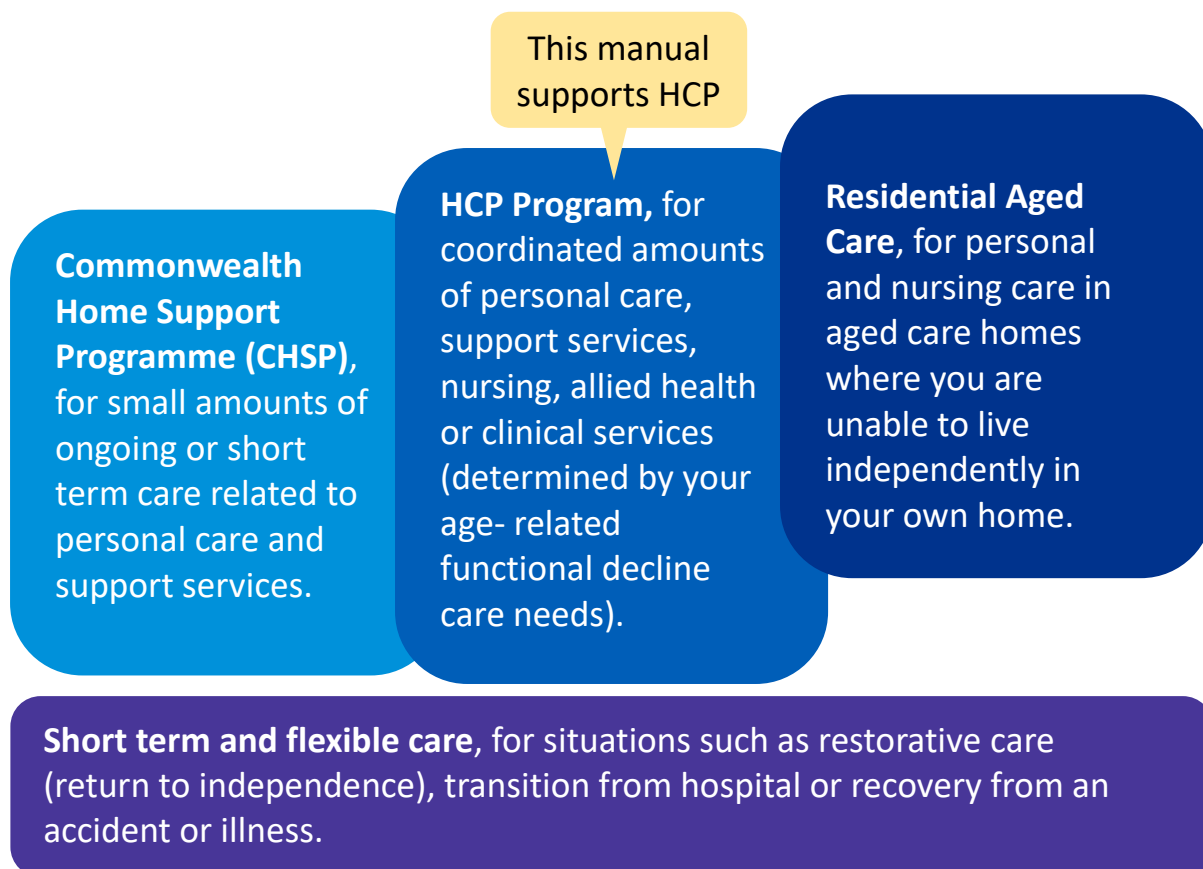 This manual
supports HCP
Commonwealth
Home Support
Programme (CHSP),
for small amounts of
ongoing or short
term care related to
personal care and
support services.
HCP Program, for
coordinated amounts
of personal care,
support services,
nursing, allied health
or clinical services
(determined by your
age- related
functional decline
care needs).
Residential Aged
Care, for personal
and nursing care in
aged care homes
where you are
unable to live
independently in
your own home.
Short term and flexible care, for situations such as restorative care
(return to independence), transition from hospital or recovery from an
accident or illness.